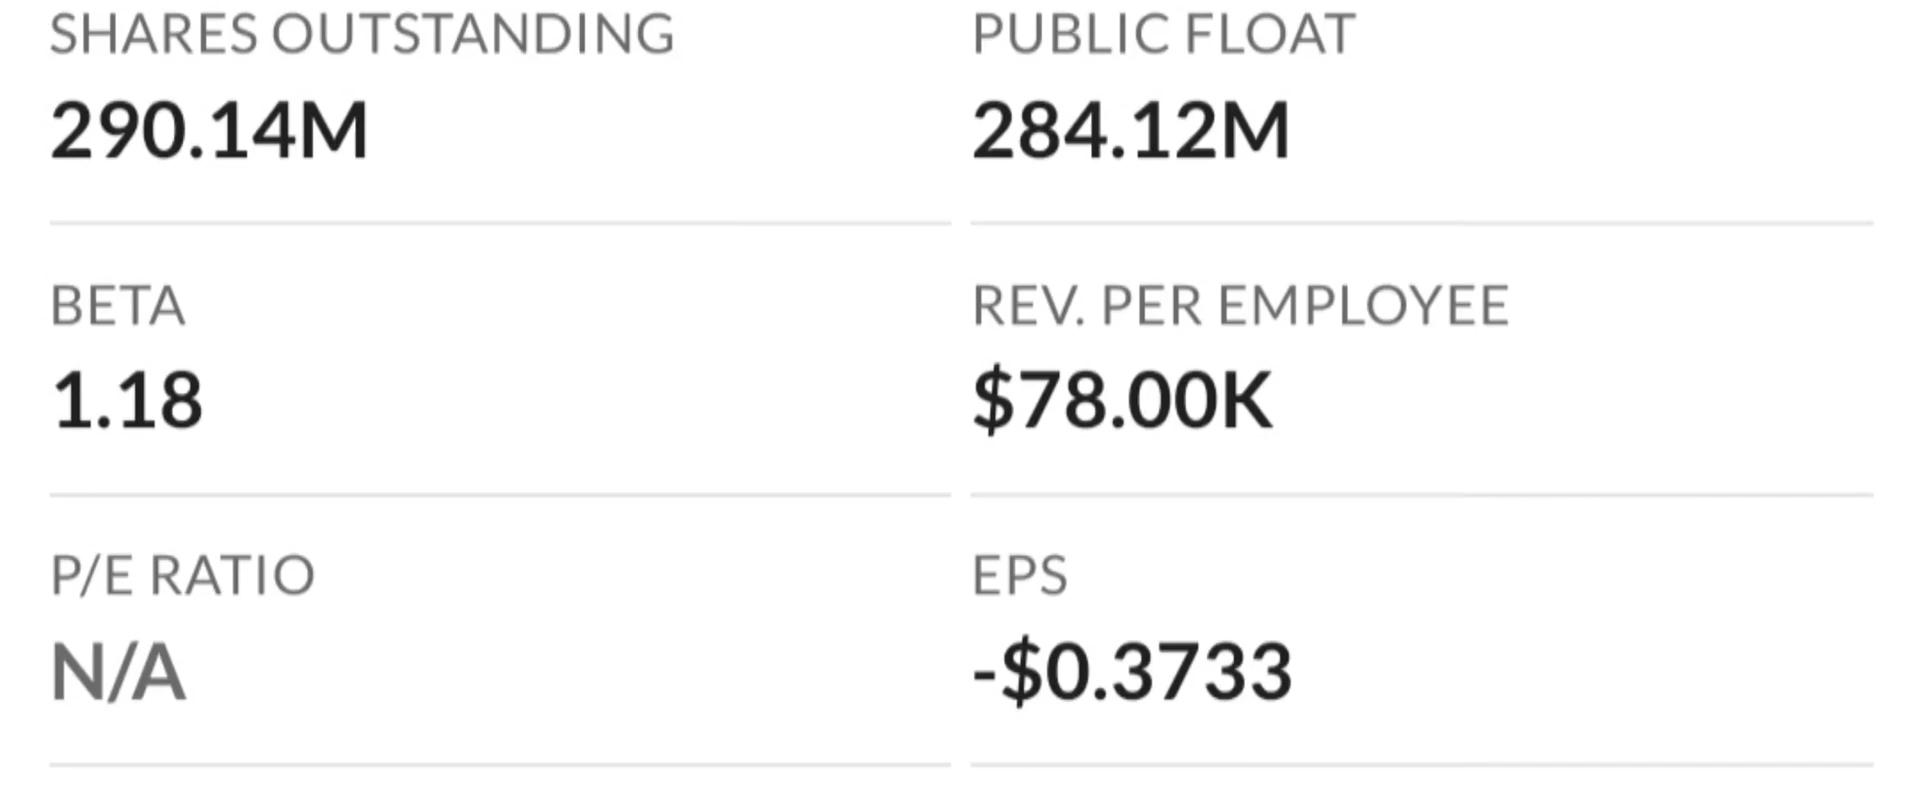 SHARES OUTSTANDING
290.14M
PUBLIC FLOAT
284.12M
BETA
1.18
REV. PER EMPLOYEE
$78.00K
P/E RATIO
N/A
EPS
-$0.3733